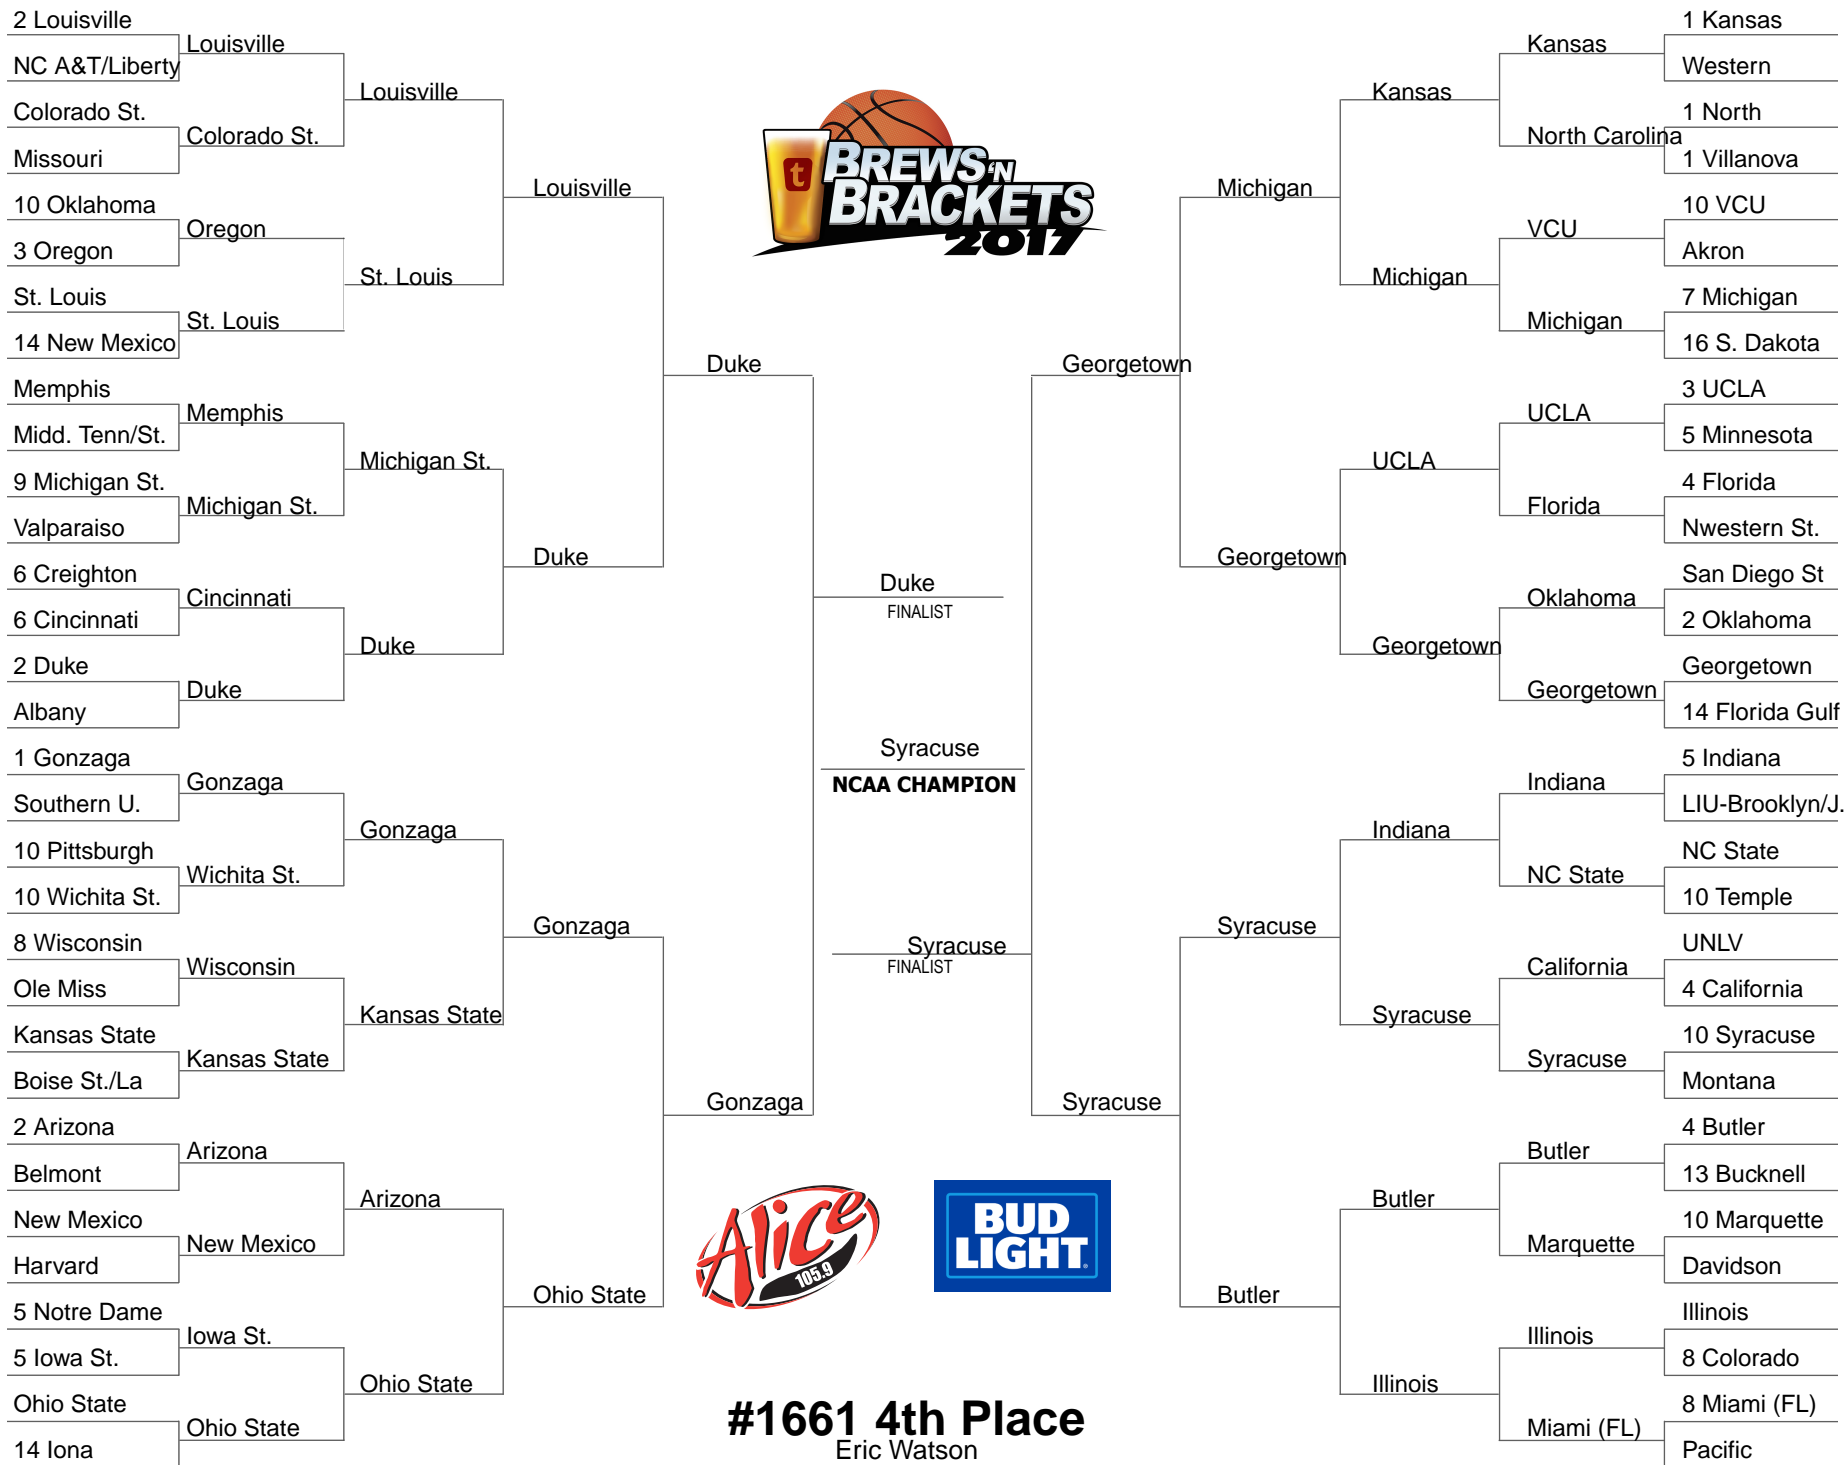 2 Louisville
NC A&T/Liberty
Colorado St.
Missouri
10 Oklahoma
3 Oregon
St. Louis
14 New Mexico
Memphis
Midd. Tenn/St.
9 Michigan St.
Valparaiso
6 Creighton
6 Cincinnati
2 Duke
Albany
1 Gonzaga
Southern U.
10 Pittsburgh
10 Wichita St.
8 Wisconsin
Ole Miss
Kansas State
Boise St./La
2 Arizona
Belmont
New Mexico
Harvard
5 Notre Dame
5 Iowa St.
Ohio State
14 Iona
Louisville
Colorado St.
Oregon
St. Louis
Memphis
Michigan St.
Cincinnati
Duke
Gonzaga
Wichita St.
Wisconsin
Kansas State
Arizona
New Mexico
Iowa St.
Ohio State
Louisville
St. Louis
Michigan St.
Duke
Gonzaga
Kansas State
Arizona
Ohio State
Louisville
Duke
Gonzaga
Ohio State
Duke
Gonzaga
t
BREWS 'N
BRACKETS
2017
Duke
FINALIST
Syracuse
NCAA CHAMPION
Syracuse
FINALIST
Alice
105.9
BUD
LIGHT
#1661 4th Place
Eric Watson
Georgetown
Syracuse
Michigan
Georgetown
Syracuse
Butler
Kansas
Michigan
UCLA
Georgetown
Indiana
Syracuse
Butler
Illinois
Kansas
North Carolina
VCU
Michigan
UCLA
Florida
Oklahoma
Georgetown
Indiana
NC State
California
Syracuse
Butler
Marquette
Illinois
Miami (FL)
1 Kansas
Western
1 North
1 Villanova
10 VCU
Akron
7 Michigan
16 S. Dakota
3 UCLA
5 Minnesota
4 Florida
Nwestern St.
San Diego St
2 Oklahoma
Georgetown
14 Florida Gulf
5 Indiana
LIU-Brooklyn/J.
NC State
10 Temple
UNLV
4 California
10 Syracuse
Montana
4 Butler
13 Bucknell
10 Marquette
Davidson
Illinois
8 Colorado
8 Miami (FL)
Pacific